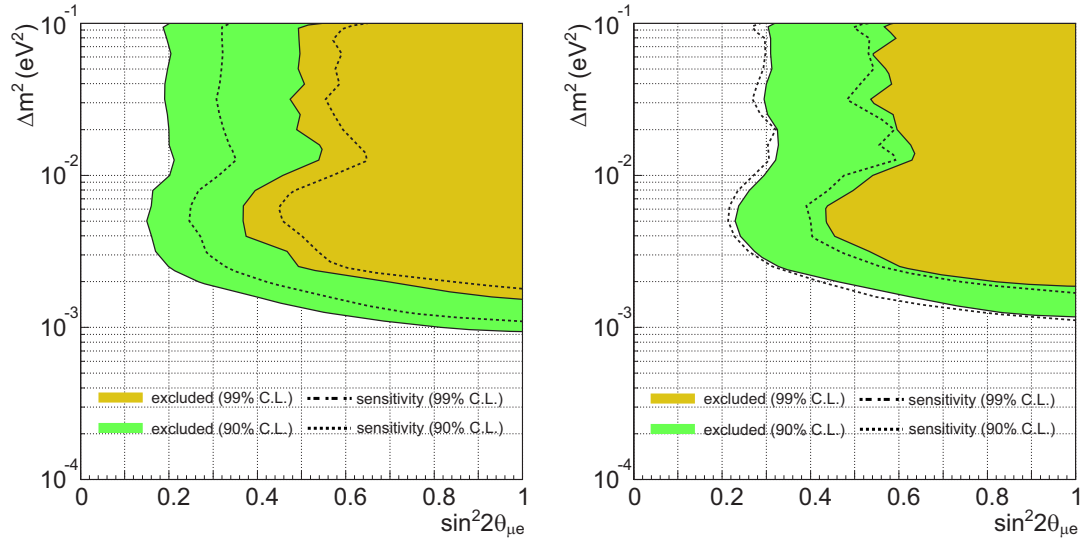 Δm² (eV²)
10⁻¹
10⁻²
10⁻³
10⁻⁴
excluded (99% C.L.)
sensitivity (99% C.L.)
excluded (90% C.L.)
sensitivity (90% C.L.)
0 0.2 0.4 0.6 0.8 1
sin²2θμe
Δm² (eV²)
10⁻¹
10⁻²
10⁻³
10⁻⁴
excluded (99% C.L.)
sensitivity (99% C.L.)
excluded (90% C.L.)
sensitivity (90% C.L.)
0 0.2 0.4 0.6 0.8 1
sin²2θμe